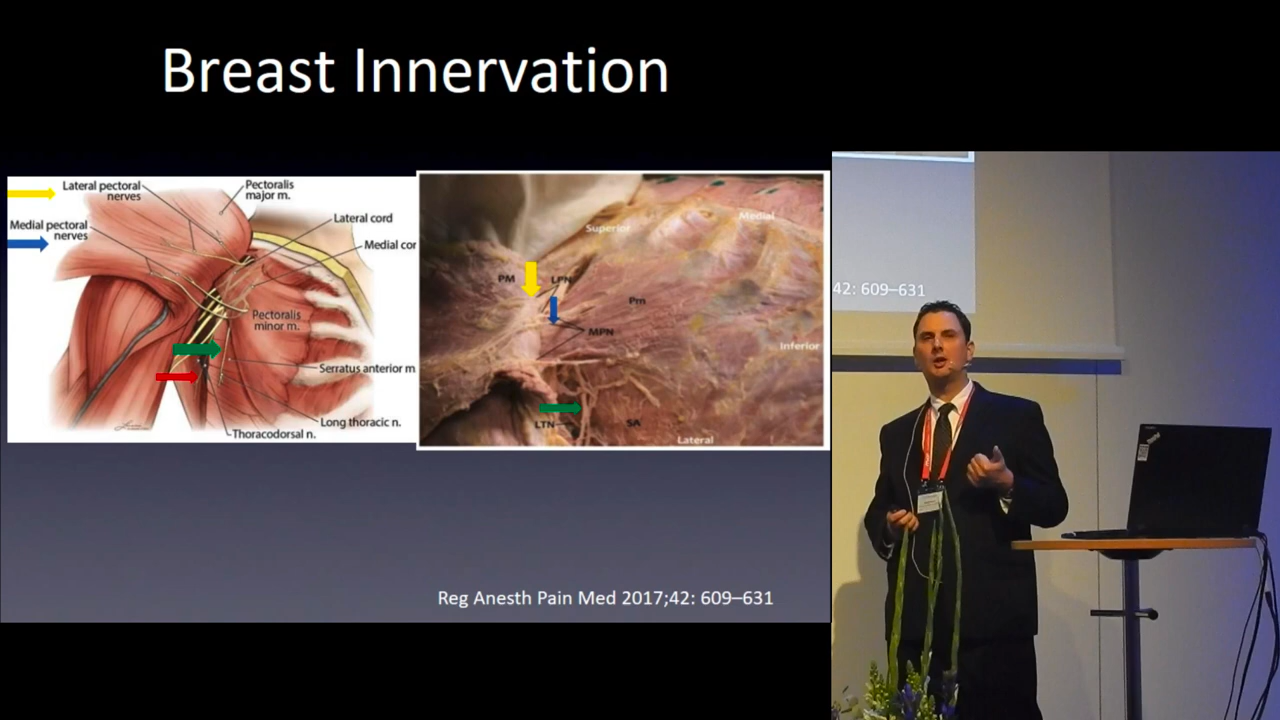 Breast Innervation
Lateral pectoral
nerves
Pectoralis
major m.
Medial pectoral
nerves
Lateral cord
Medial cor
Pectoralis
minor m.
Serratus anterior m
Long thoracic n.
Thoracodorsal n.
Medial
Superior
PM
LPN
Pm
MPN
Inferior
LTN
SA
Lateral
Reg Anesth Pain Med 2017;42: 609–631
42: 609–631